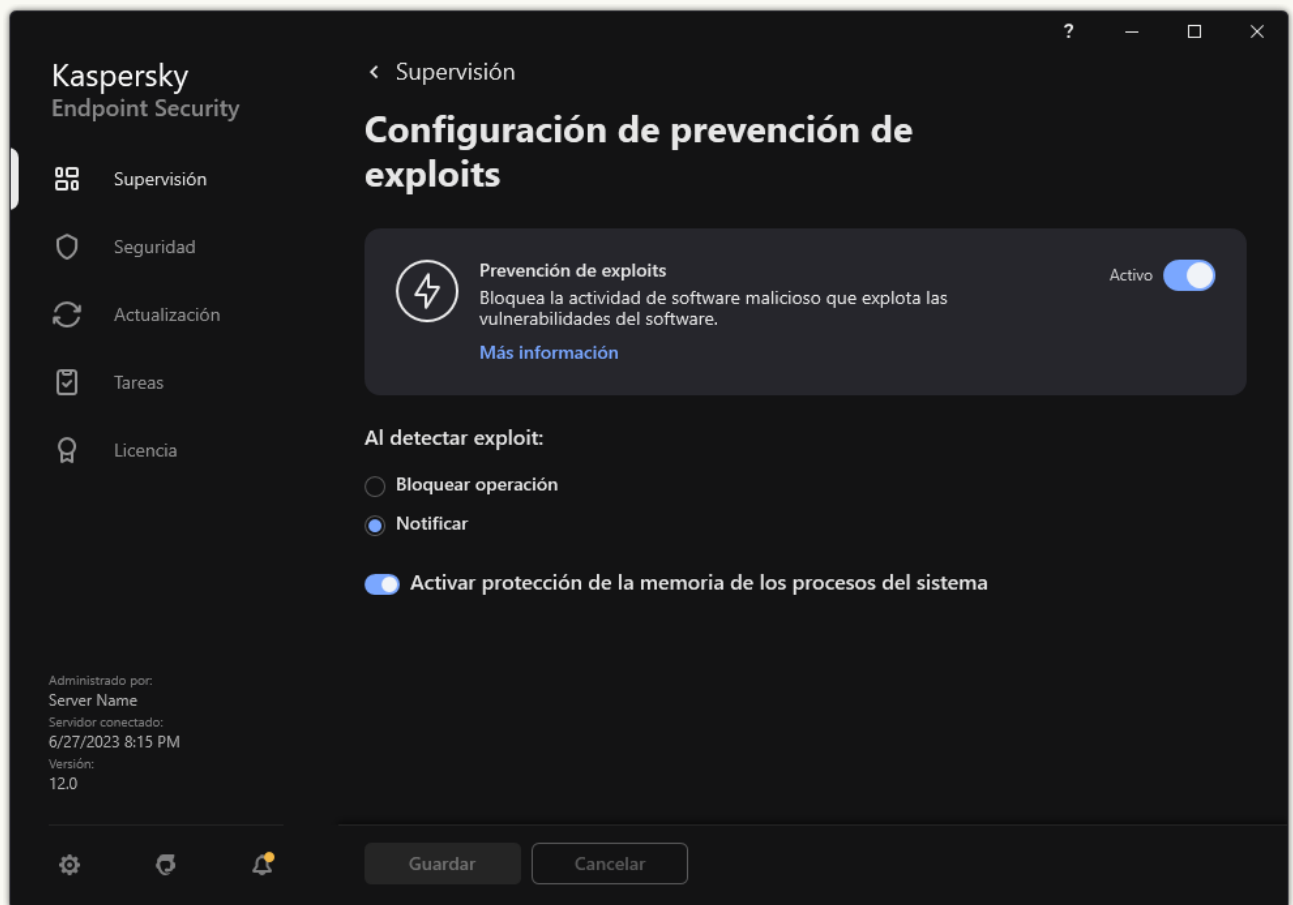 ?
Kaspersky
Endpoint Security
Supervisión
Seguridad
Actualización
Tareas
Licencia
Administrado por:
Server Name
Servidor conectado:
6/27/2023 8:15 PM
Versión:
12.0
Supervisión
Configuración de prevención de
exploits
Prevención de exploits
Bloquea la actividad de software malicioso que explota las
vulnerabilidades del software.
Más información
Activo
Al detectar exploit:
Bloquear operación
Notificar
Activar protección de la memoria de los procesos del sistema
Guardar
Cancelar